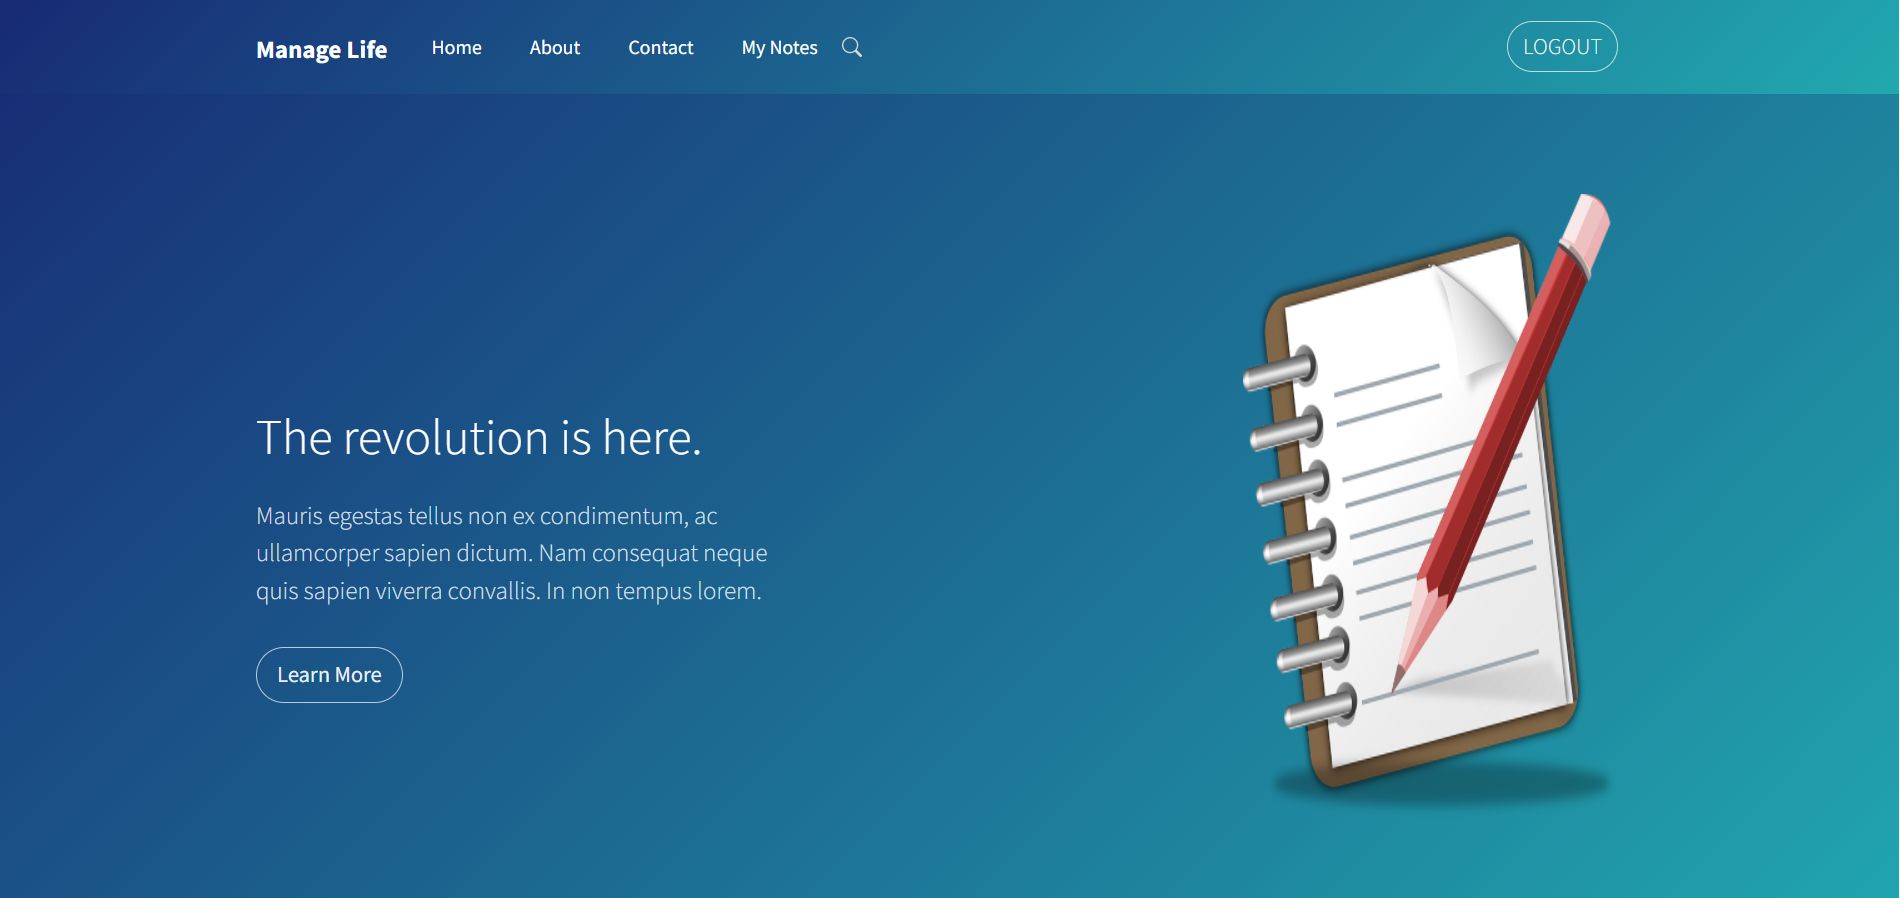 Manage Life Home About Contact My Notes LOGOUT
The revolution is here.
Mauris egestas tellus non ex condimentum, ac
ullamcorper sapien dictum. Nam consequat neque
quis sapien viverra convallis. In non tempus lorem.
Learn More